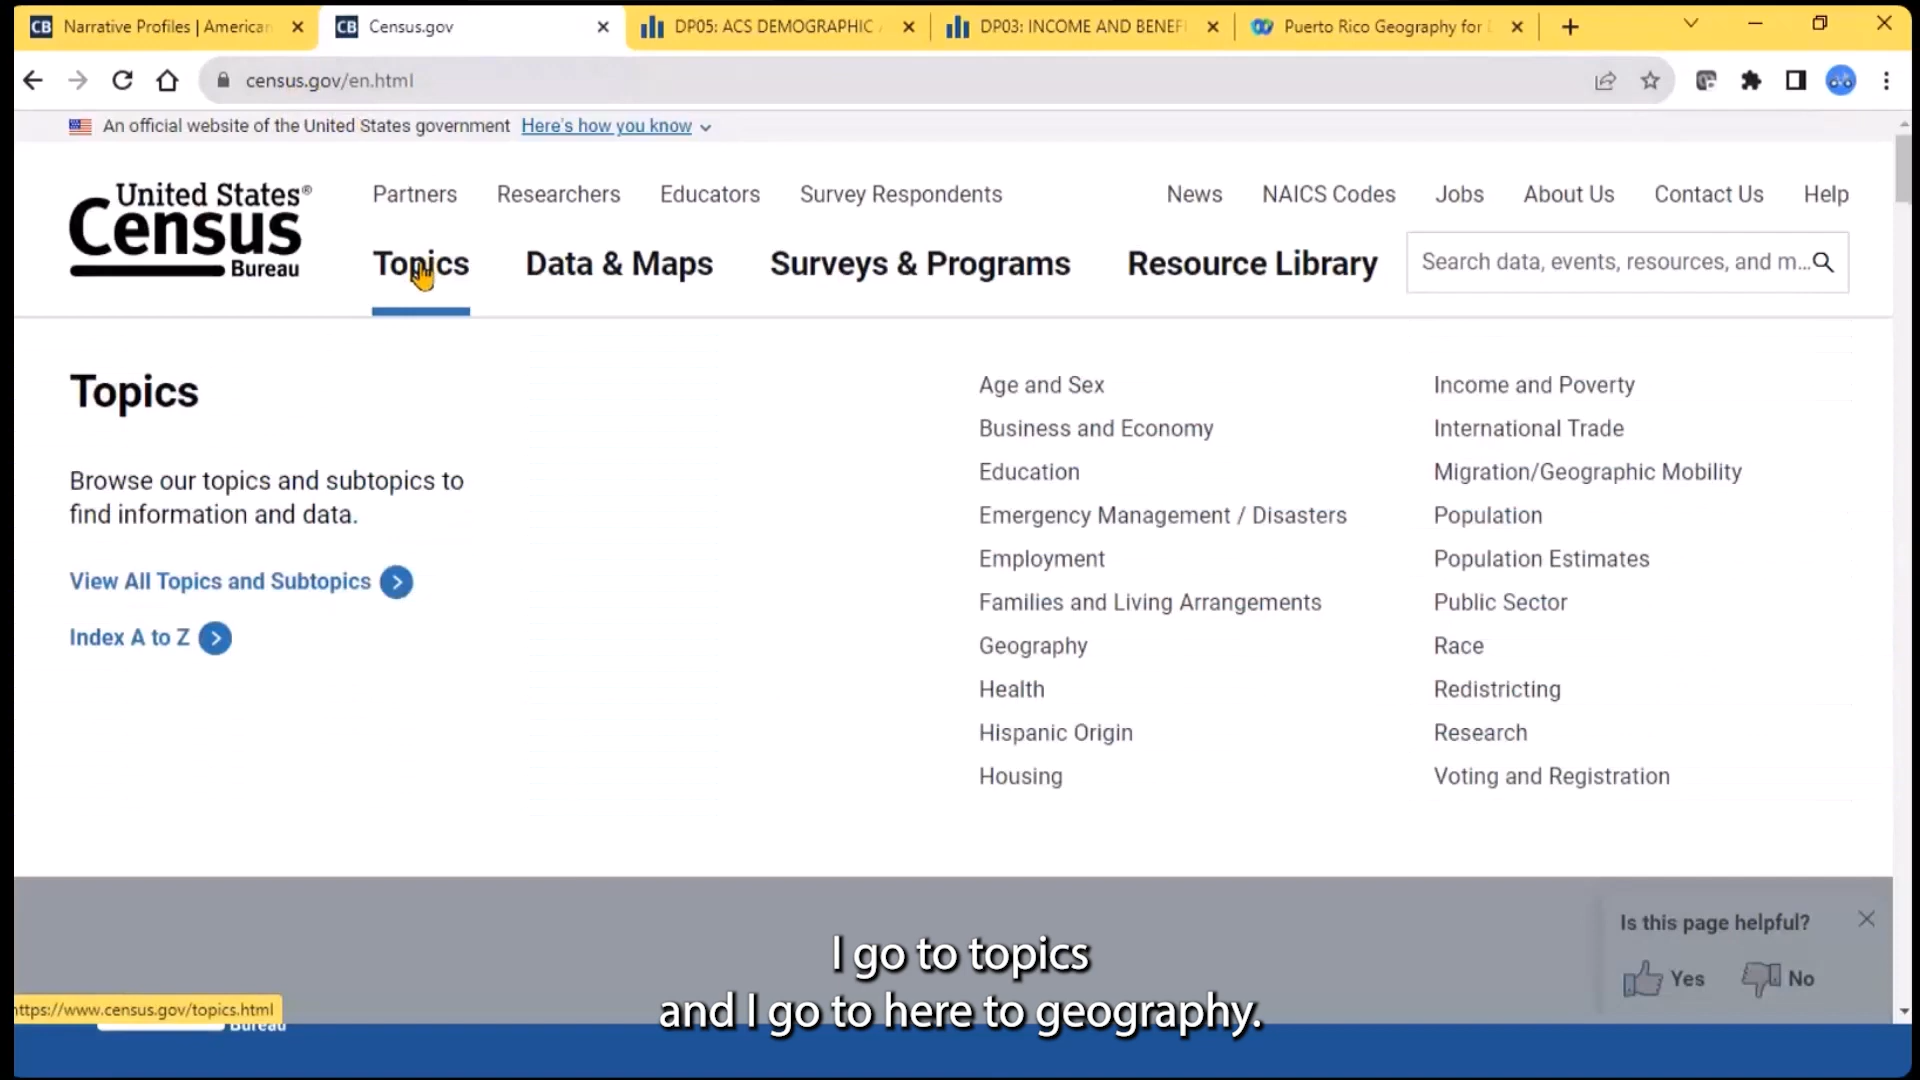 Narrative Profiles | American
Census.gov
DP05: ACS DEMOGRAPHIC
DP03: INCOME AND BENEFI
Puerto Rico Geography for
census.gov/en.html
An official website of the United States government Here's how you know
United States®
Census
Bureau
Partners Researchers Educators Survey Respondents News NAICS Codes Jobs About Us Contact Us Help
Topics Data & Maps Surveys & Programs Resource Library Search data, events, resources, and m...
Topics
Browse our topics and subtopics to
find information and data.
View All Topics and Subtopics
Index A to Z
Age and Sex
Business and Economy
Education
Emergency Management / Disasters
Employment
Families and Living Arrangements
Geography
Health
Hispanic Origin
Housing
Income and Poverty
International Trade
Migration/Geographic Mobility
Population
Population Estimates
Public Sector
Race
Redistricting
Research
Voting and Registration
Is this page helpful?
Yes No
I go to topics
and I go to here to geography.
https://www.census.gov/topics.html
Bureau